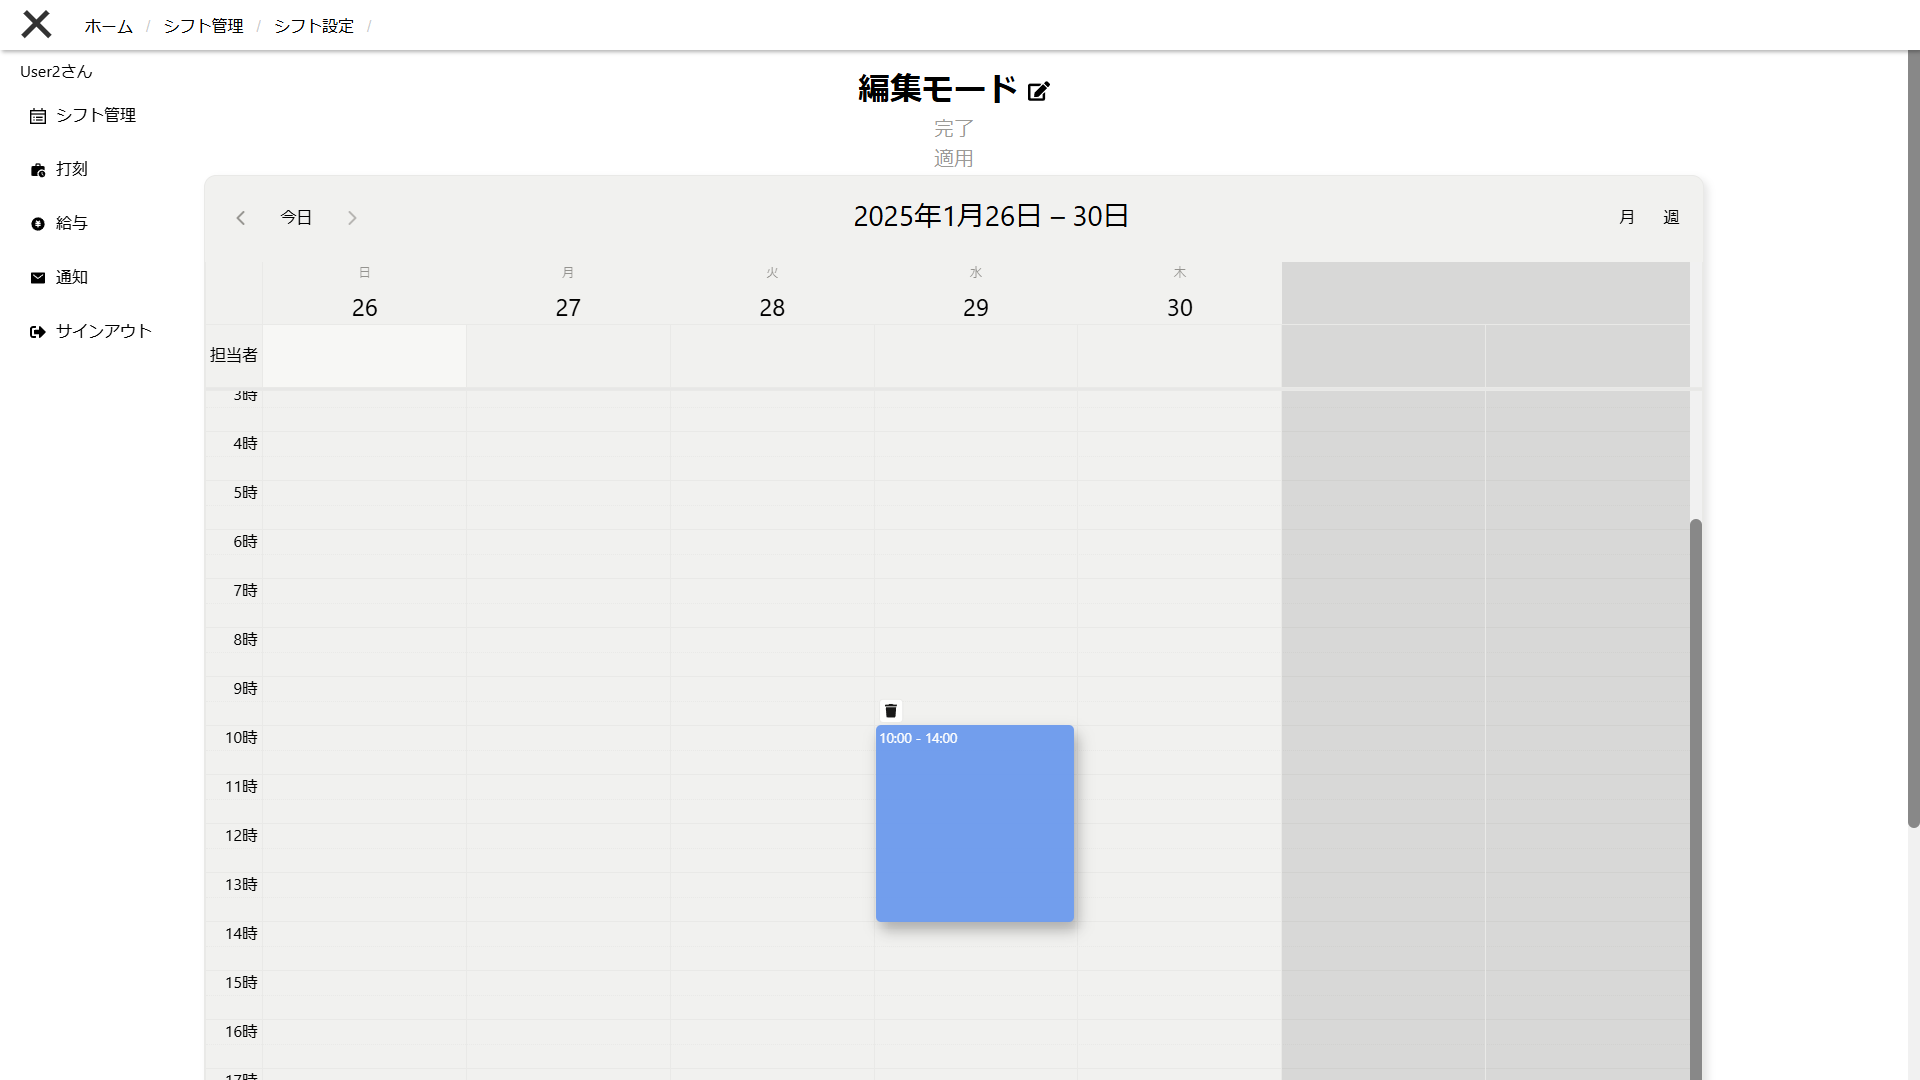 ホーム / シフト管理 / シフト設定 /
User2さん
シフト管理
打刻
給与
通知
サインアウト
編集モード
完了
適用
今日
2025年1月26日 – 30日
月 週
日 月 火 水 木
26 27 28 29 30
担当者
3時
4時
5時
6時
7時
8時
9時
10時
10:00 - 14:00
11時
12時
13時
14時
15時
16時
17時